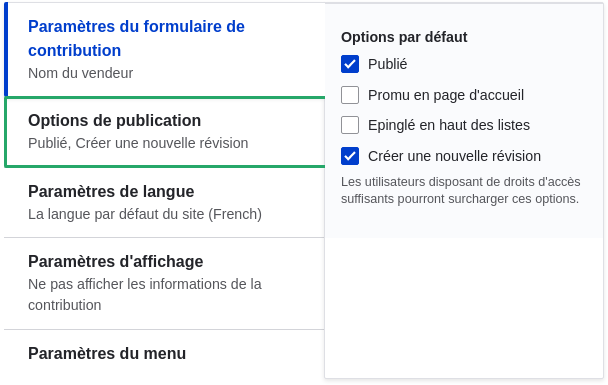 Paramètres du formulaire de
contribution
Nom du vendeur
Options de publication
Publié, Créer une nouvelle révision
Paramètres de langue
La langue par défaut du site (French)
Paramètres d'affichage
Ne pas afficher les informations de la
contribution
Paramètres du menu
Options par défaut
Publié
Promu en page d'accueil
Epinglé en haut des listes
Créer une nouvelle révision
Les utilisateurs disposant de droits d'accès
suffisants pourront surcharger ces options.